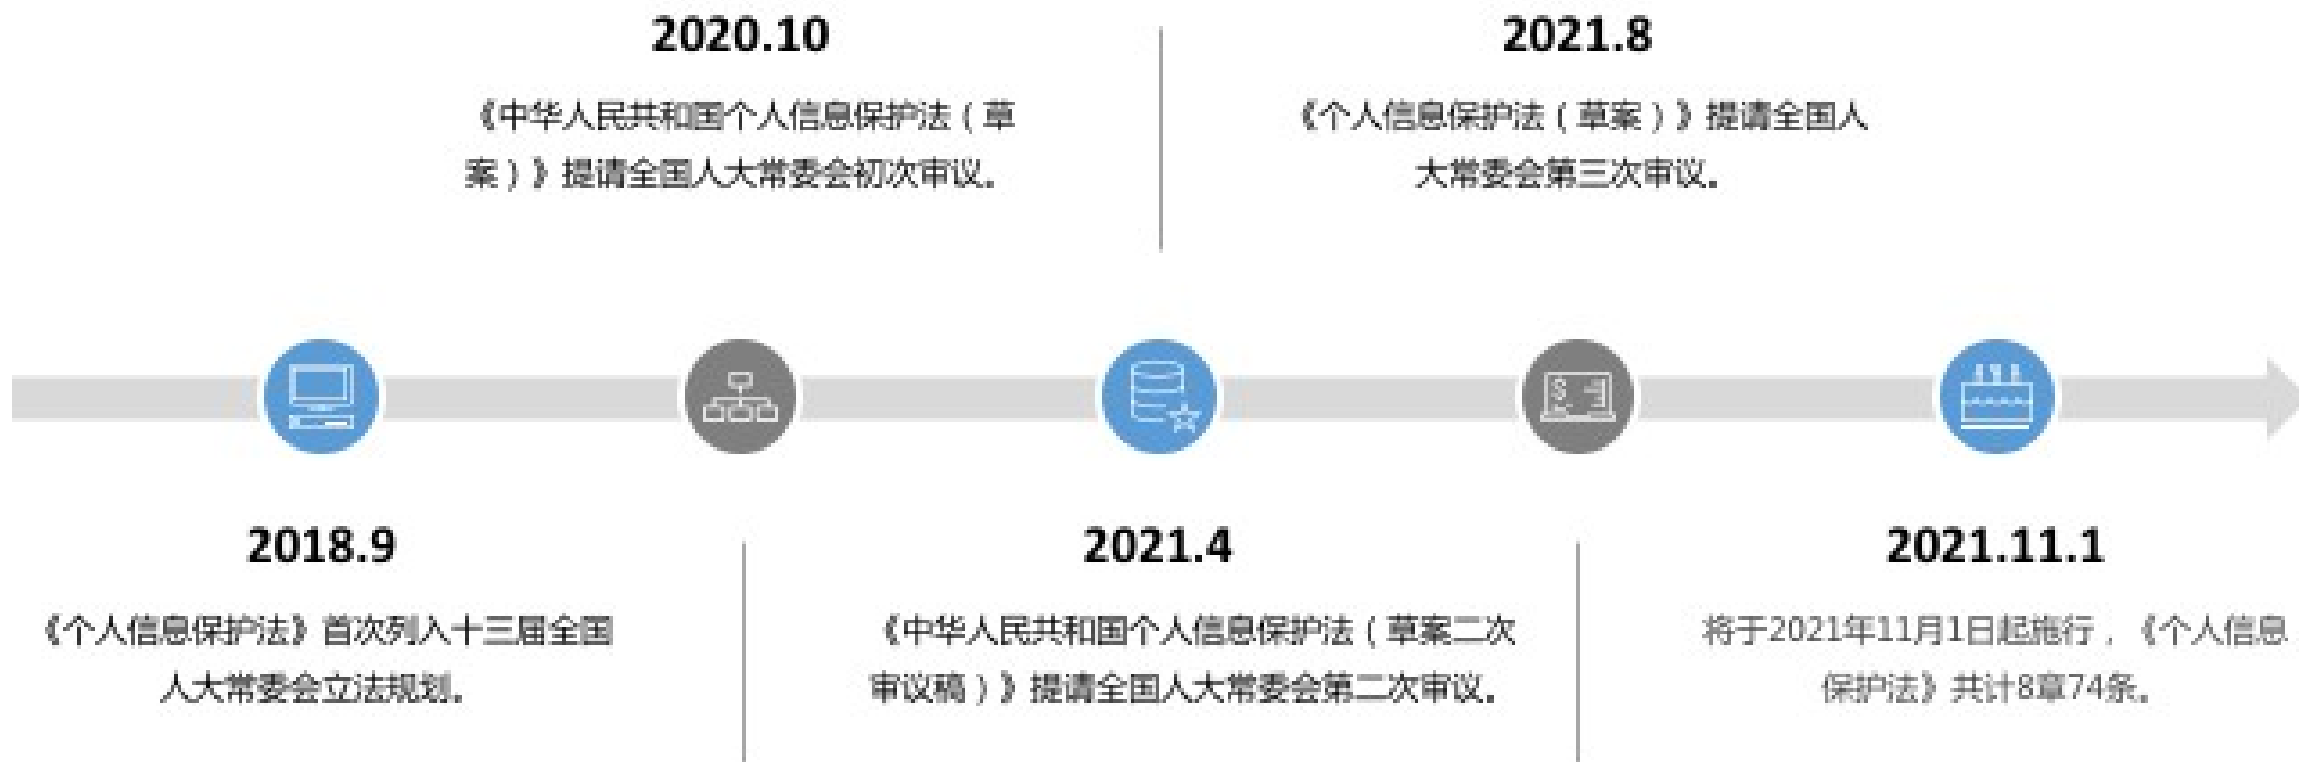 2020.10
《中华人民共和国个人信息保护法（草
案）》提请全国人大常委会初次审议。
2021.8
《个人信息保护法（草案）》提请全国人
大常委会第三次审议。
2018.9
《个人信息保护法》首次列入十三届全国
人大常委会立法规划。
2021.4
《中华人民共和国个人信息保护法（草案二次
审议稿）》提请全国人大常委会第二次审议。
2021.11.1
将于2021年11月1日起施行，《个人信息
保护法》共计8章74条。